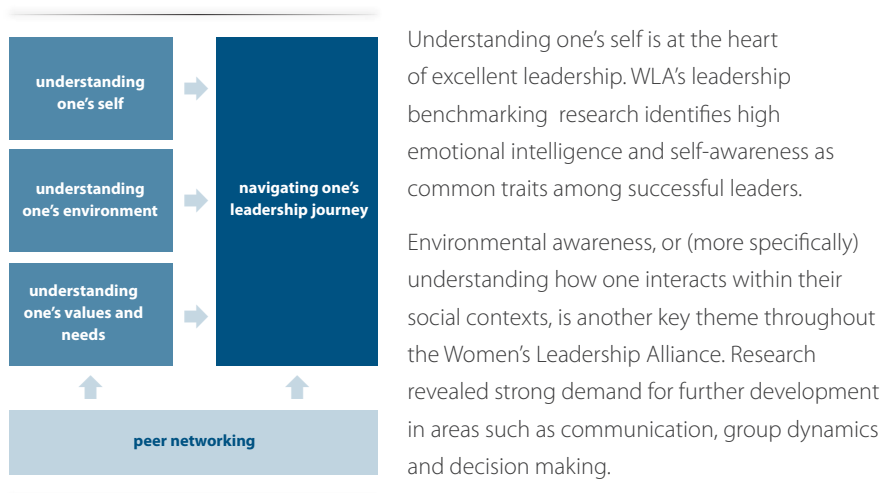 understanding
one's self
understanding
one's environment
understanding
one's values and
needs
navigating one's
leadership journey
peer networking
Understanding one's self is at the heart
of excellent leadership. WLA's leadership
benchmarking  research identifies high
emotional intelligence and self-awareness as
common traits among successful leaders.
Environmental awareness, or (more specifically)
understanding how one interacts within their
social contexts, is another key theme throughout
the Women's Leadership Alliance. Research
revealed strong demand for further development
in areas such as communication, group dynamics
and decision making.